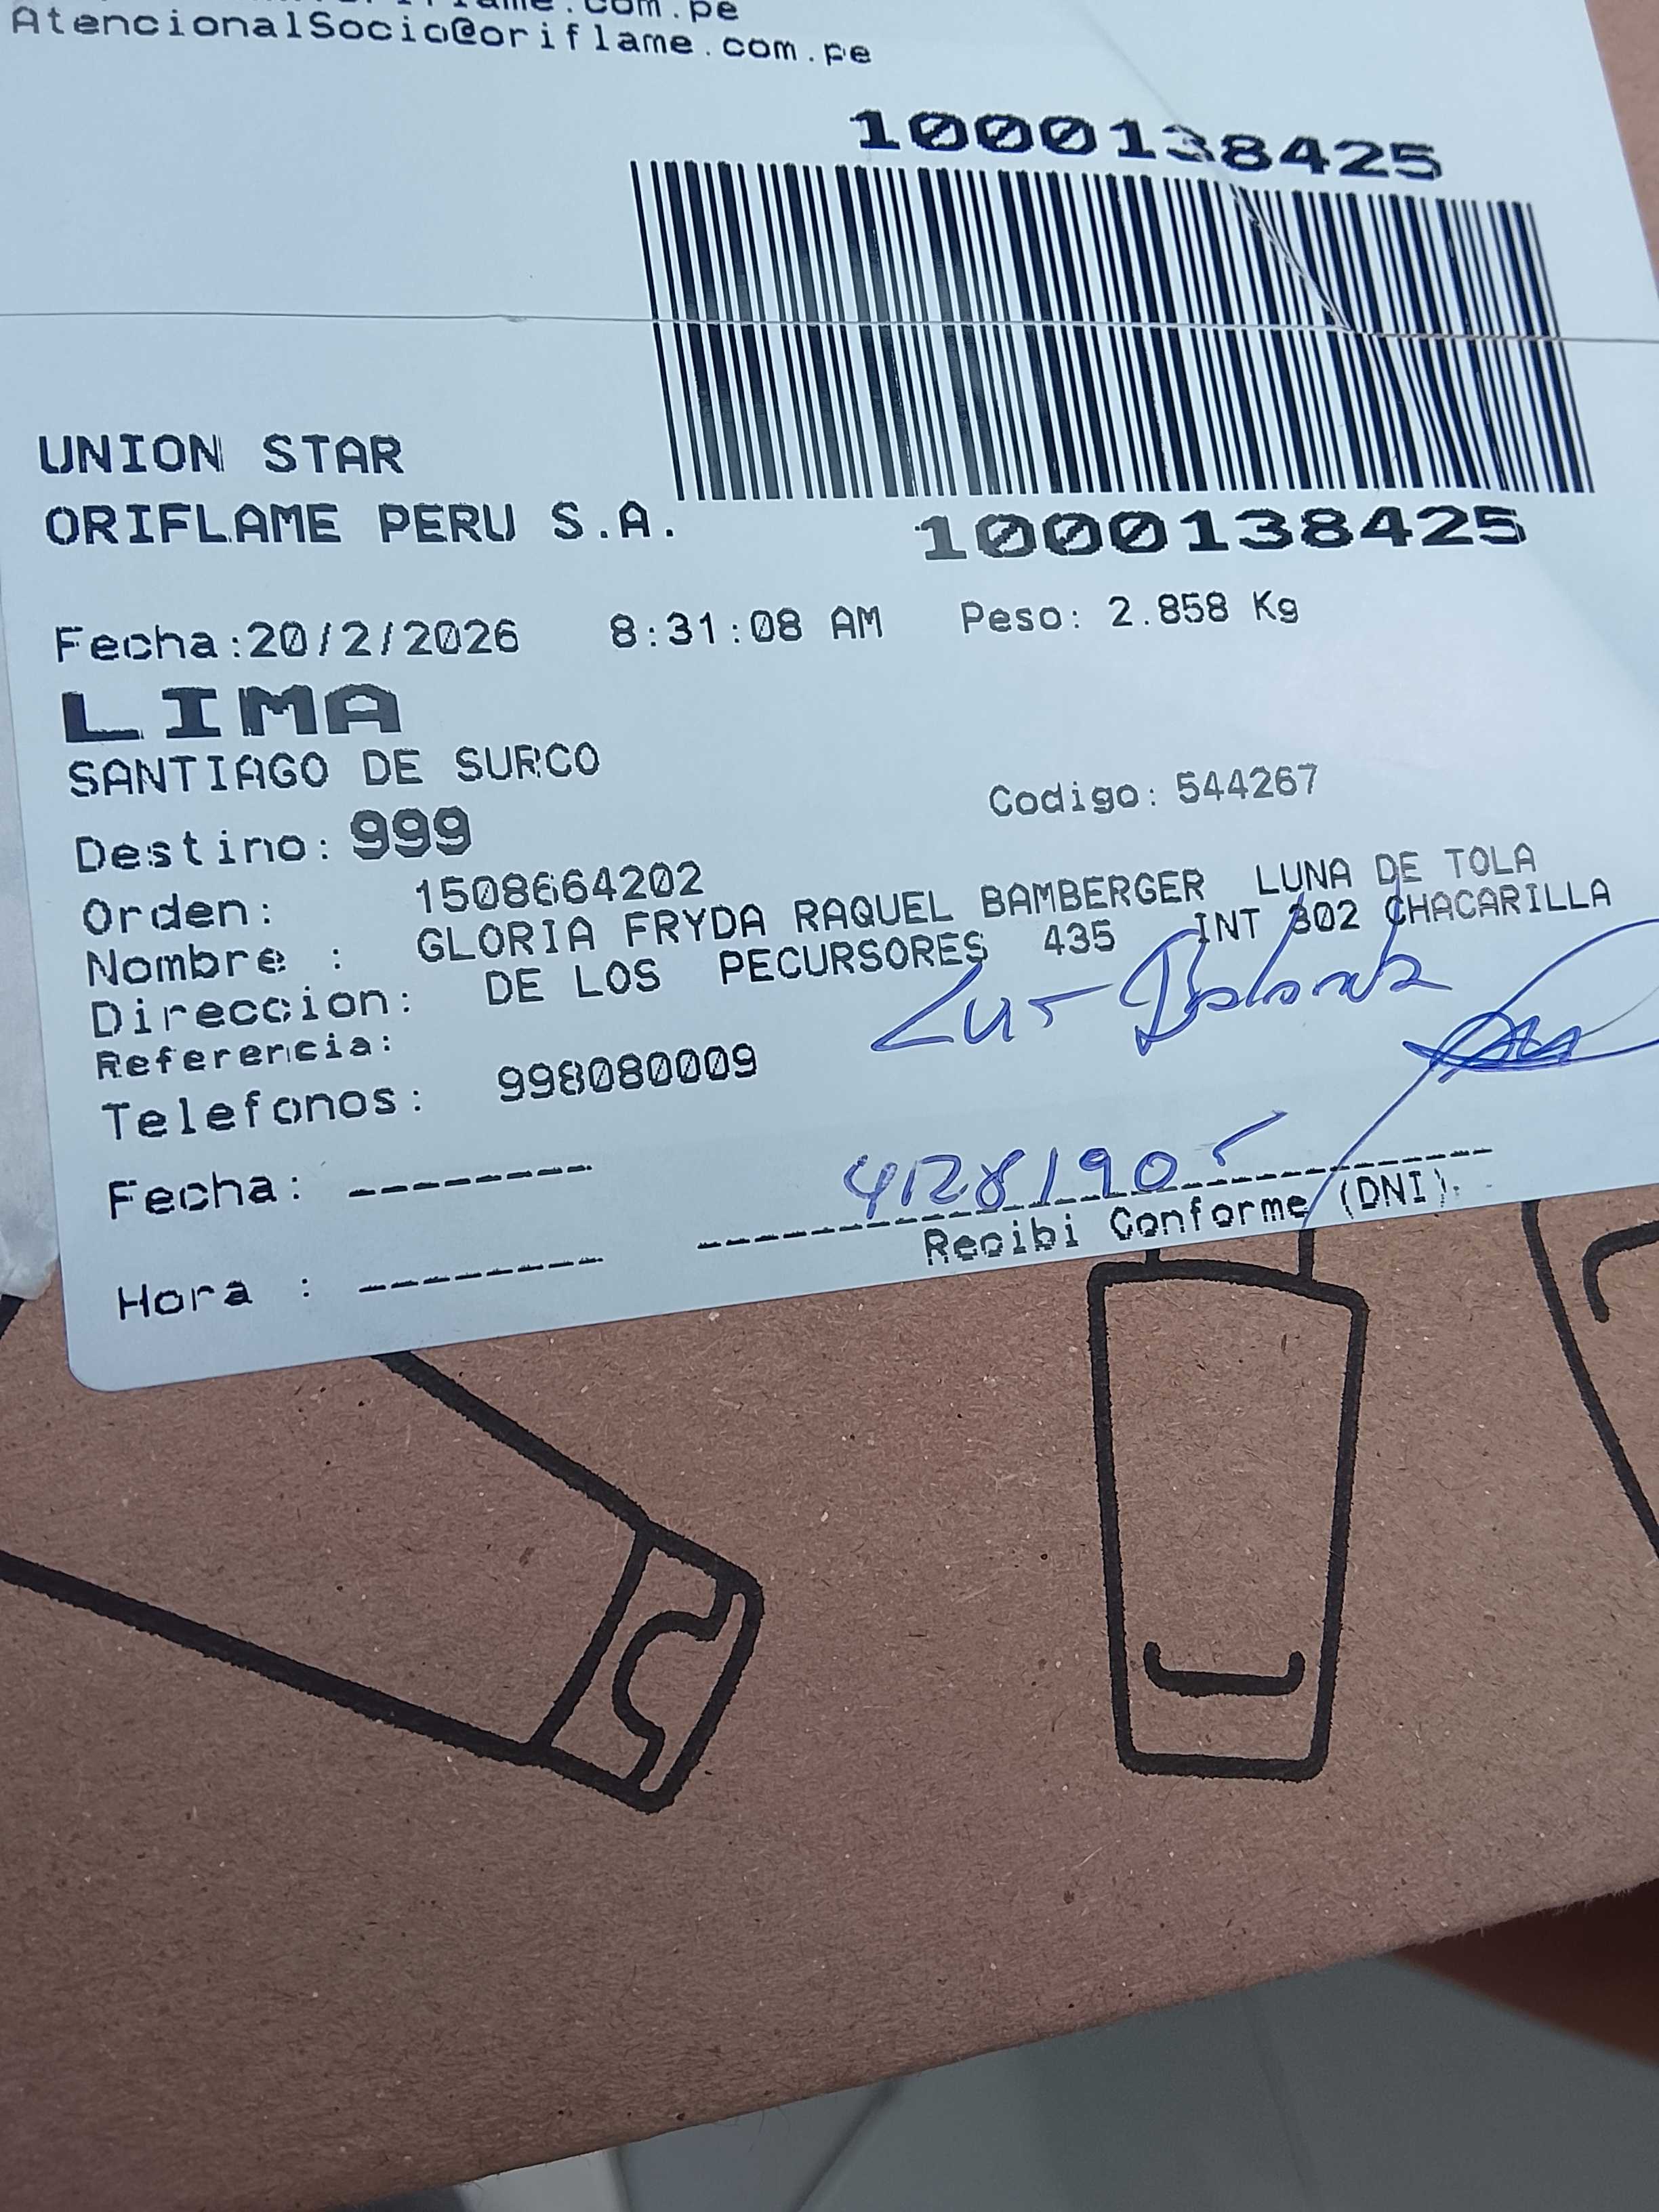 AtencionalSocio@oriflame.com.pe
1000138425
1000138425
UNION STAR
ORIFLAME PERU S.A.
Fecha:20/2/2026 8:31:08 AM Peso: 2.858 Kg
LIMA
SANTIAGO DE SURCO
Codigo: 544267
Destino: 999
Orden: 1508664202
Nombre : GLORIA FRYDA RAQUEL BAMBERGER LUNA DE TOLA
Direccion: DE LOS PECURSORES 435 INT 302 CHACARILLA
Referencia:
Telefonos: 998080009
Fecha:
Recibi Conforme (DNI).
Hora :